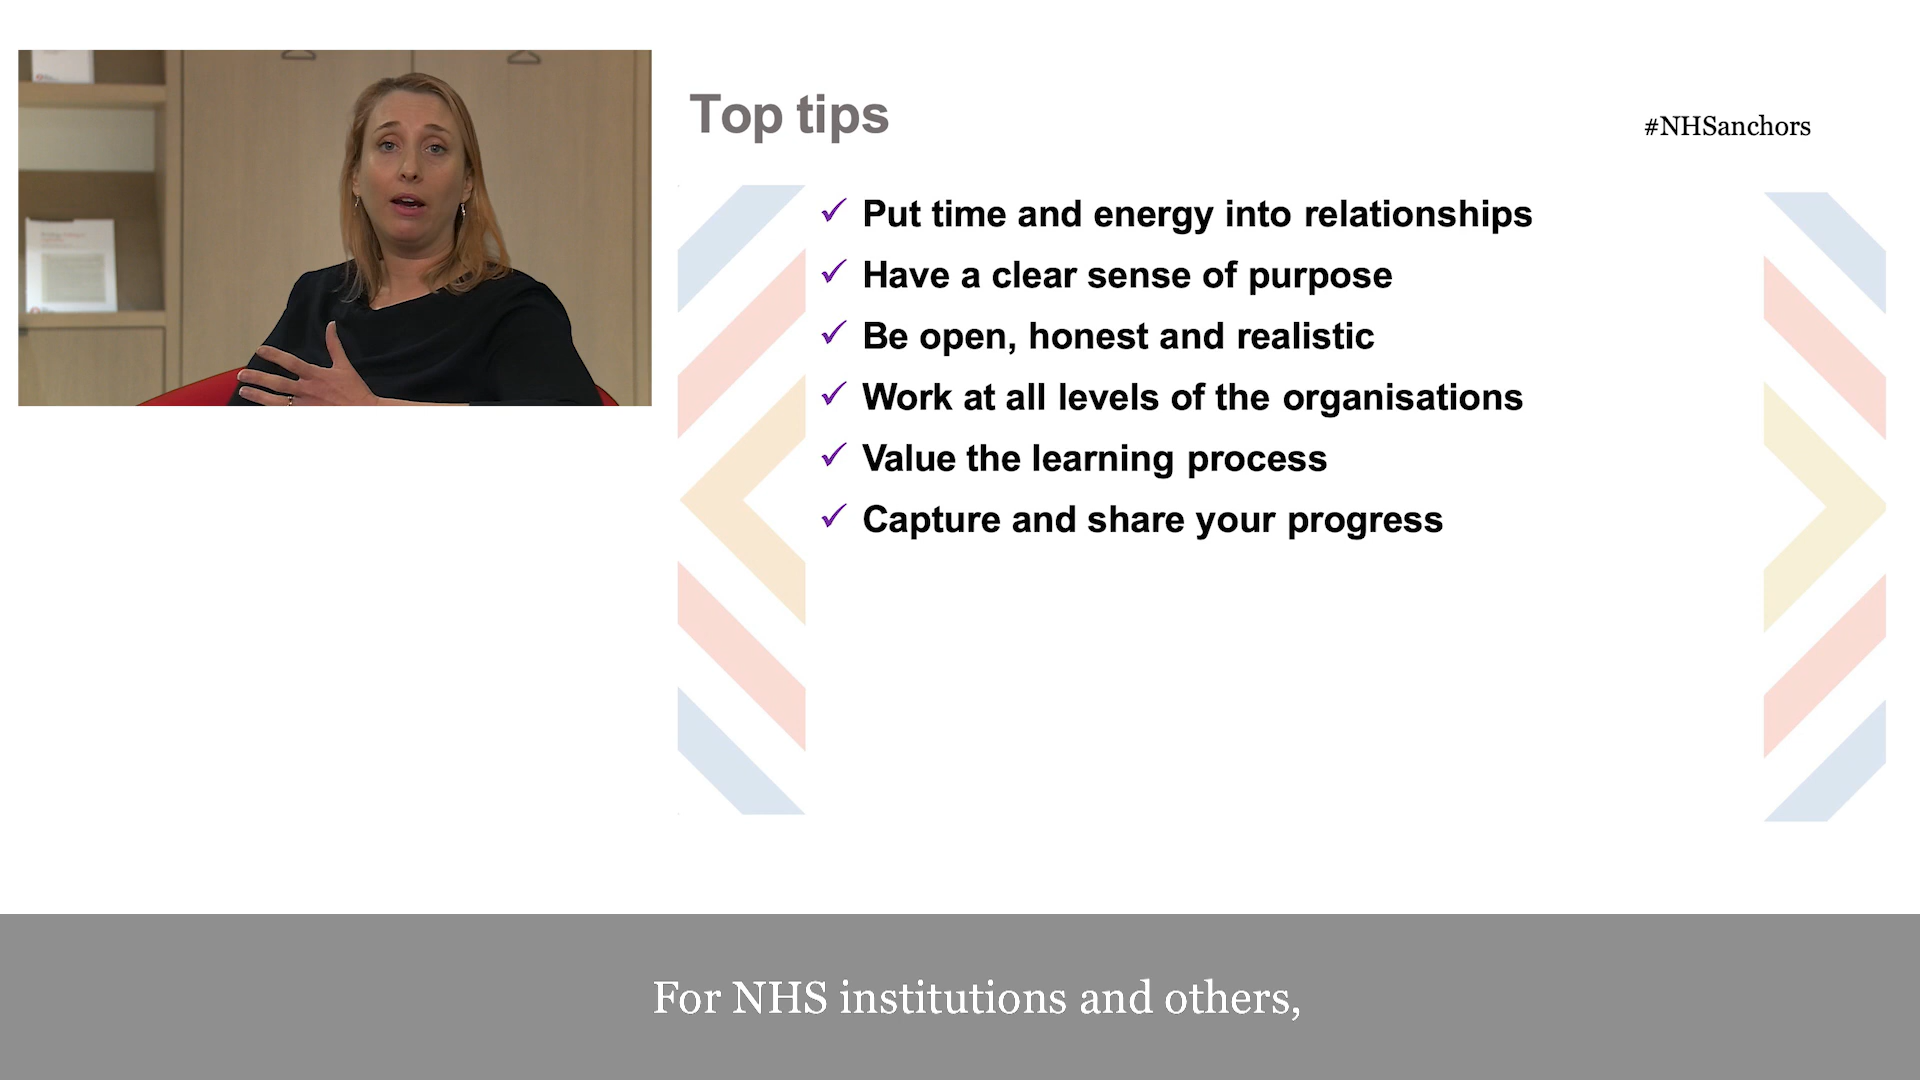 Top tips
#NHSanchors
Put time and energy into relationships
Have a clear sense of purpose
Be open, honest and realistic
Work at all levels of the organisations
Value the learning process
Capture and share your progress
For NHS institutions and others,